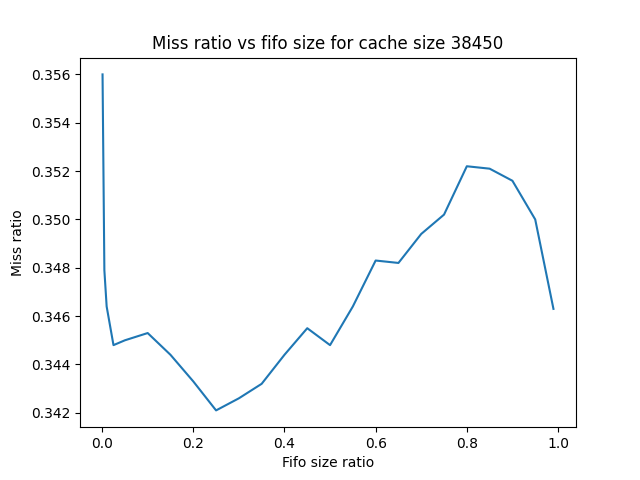 Miss ratio vs fifo size for cache size 38450
0.356
0.354
0.352
0.350
0.348
0.346
0.344
0.342
Miss ratio
0.0 0.2 0.4 0.6 0.8 1.0
Fifo size ratio